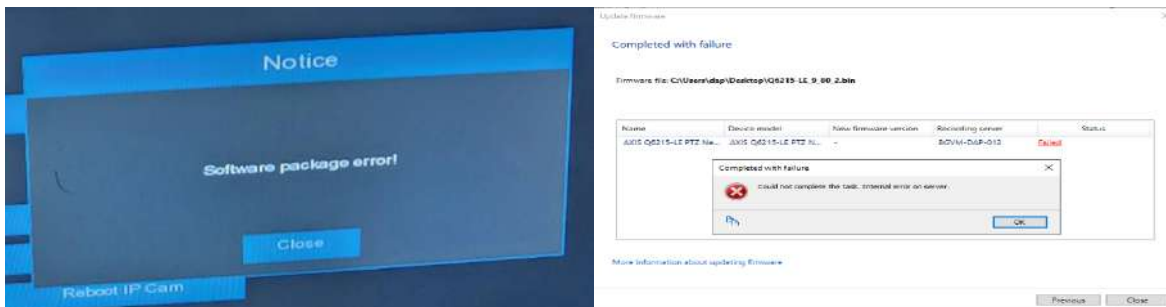 Notice
Software package error!
Close
Reboot IP Cam
Update firmware
Completed with failure
Firmware file: C:\Users\dsp\Desktop\Q6215-LE_9_80_2.bin
Name Device model New firmware version Recording server Status
AXIS Q6215-LE PTZ Ne... AXIS Q6215-LE PTZ N... - Failed
Completed with failure
Could not complete the task. Internal error on server.
OK
More information about updating firmware
Previous Close